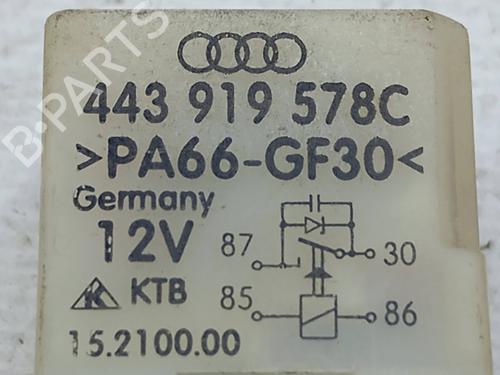 B-PARTS
443 919 578C
>PA66-GF30<
Germany
12V
87
30
KTB
85
86
15.2100.00